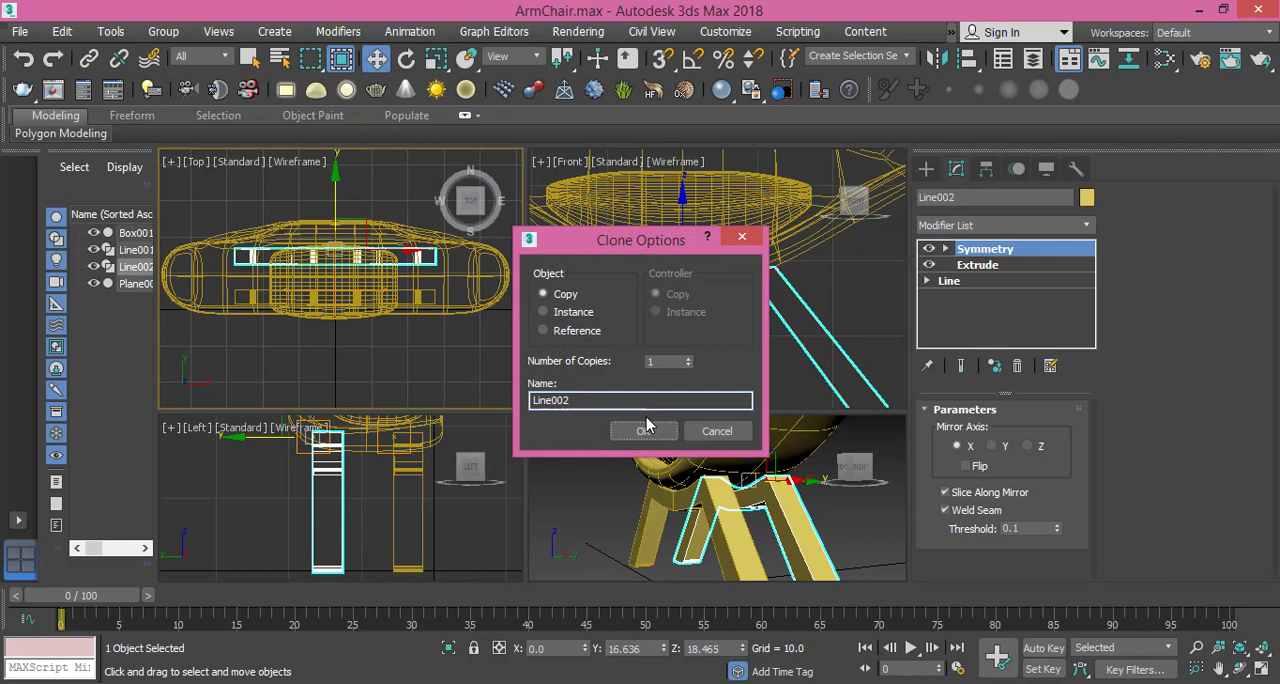 ArmChair.max - Autodesk 3ds Max 2018
File Edit Tools Group Views Create Modifiers Animation Graph Editors Rendering Civil View Customize Scripting Content Sign In Workspaces: Default
All View Create Selection Se
Modeling Freeform Selection Object Paint Populate
Polygon Modeling
Select Display
Name (Sorted Asc
Box001
Line001
Line002
Plane00
[+] [Top] [Standard] [Wireframe]
N
W TOP E
S
y
[+] [Front] [Standard] [Wireframe]
z
FRONT
[+] [Left] [Standard] [Wireframe]
LEFT
RIGHT
Clone Options
?
Object
Copy
Instance
Reference
Controller
Copy
Instance
Number of Copies: 1
Name:
Line002
Cancel
Line002
Modifier List
Symmetry
Extrude
Line
Parameters
Mirror Axis:
X Y Z
Flip
Slice Along Mirror
Weld Seam
Threshold: 0.1
< 0 / 100 >
0 5 10 15 20 25 30 35 40 45 50 55 60 65 70 75 80 85 90 95 100
1 Object Selected
X: 0.0 Y: 16.636 Z: 18.465 Grid = 10.0
Auto Key Selected
MAXScript Mi
Click and drag to select and move objects
Add Time Tag
0
Set Key Key Filters...